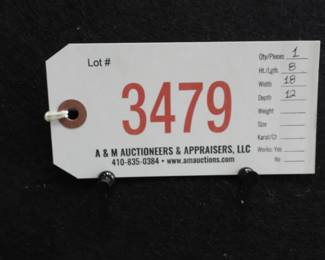 Lot #
3479
A & M AUCTIONEERS & APPRAISERS, LLC
410-835-0384 • www.amauctions.com
Qty/Pieces 1
Ht./Lgth 8
Width 18
Depth 12
Weight
Size
Karat/Ct
Works: Yes
No